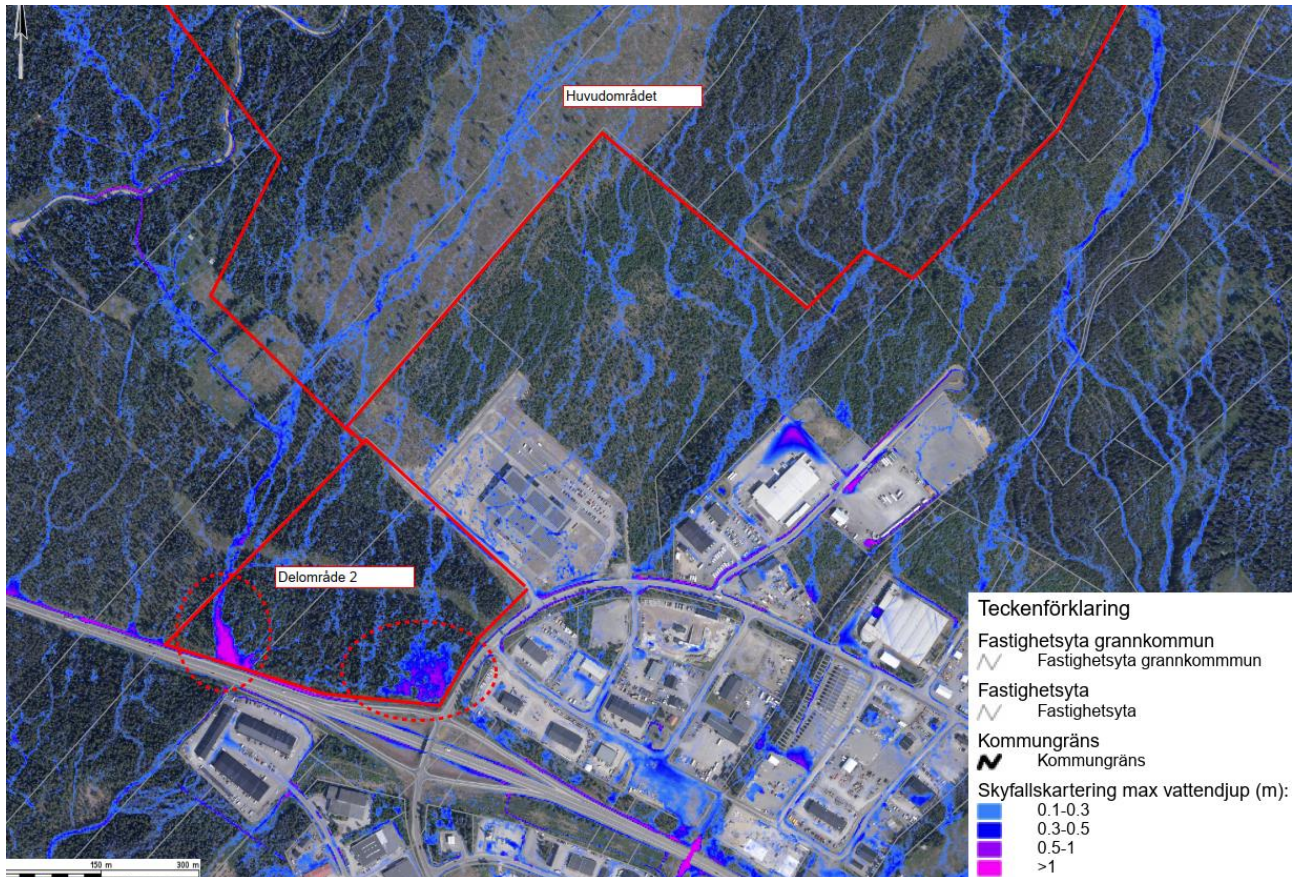 Huvudområdet
Delområde 2
Teckenförklaring
Fastighetsyta grannkommun
Fastighetsyta grannkommmun
Fastighetsyta
Fastighetsyta
Kommungräns
Kommungräns
Skyfallskartering max vattendjup (m):
0.1-0.3
0.3-0.5
0.5-1
>1
150 m
300 m